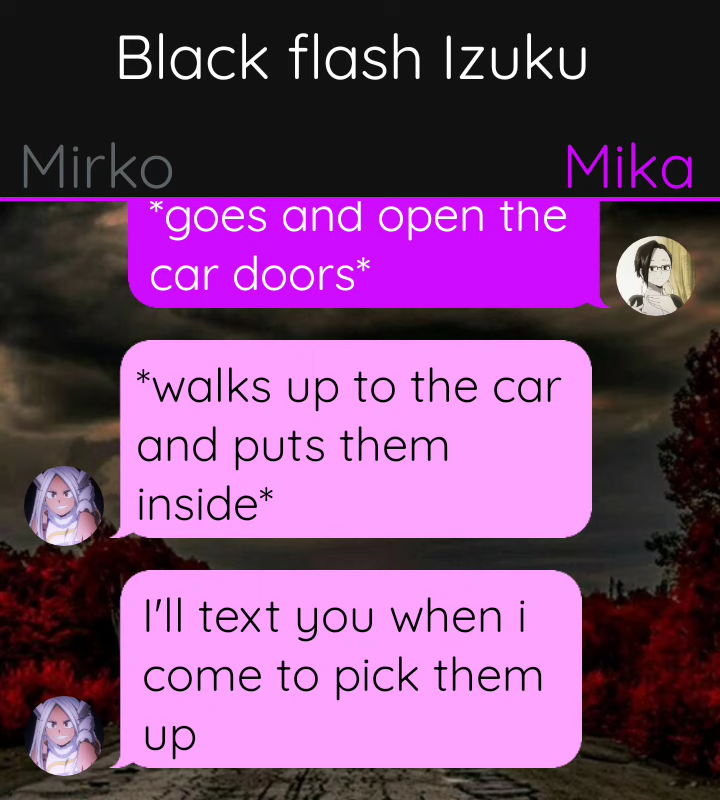 Black flash Izuku
Mirko
Mika
*goes and open the
car doors*
*walks up to the car
and puts them
inside*
I'll text you when i
come to pick them
up